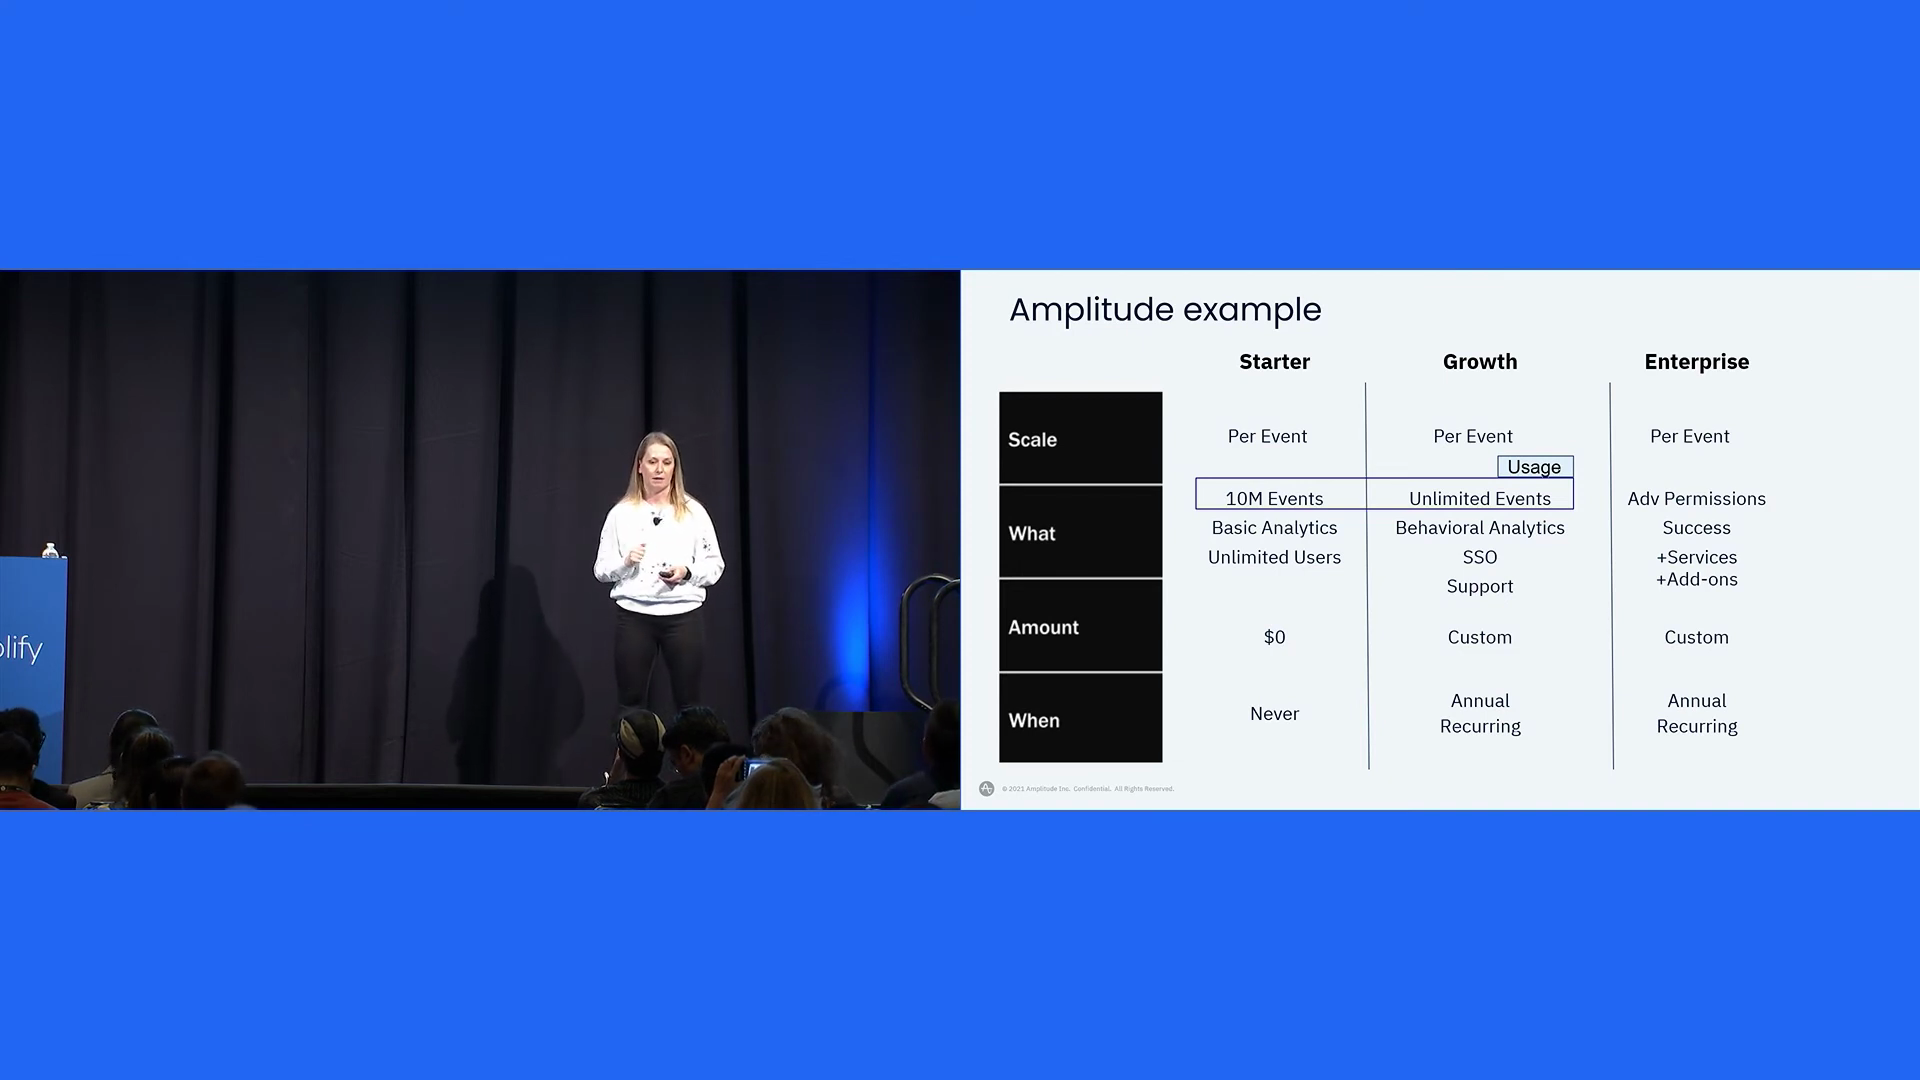 plify
Amplitude example
Starter Growth Enterprise
Scale Per Event Per Event Per Event
Usage
10M Events Unlimited Events Adv Permissions
What Basic Analytics Behavioral Analytics Success
Unlimited Users SSO +Services
+Add-ons
Support
Amount $0 Custom Custom
When Never Annual Recurring Annual Recurring
© 2021 Amplitude Inc. Confidential. All Rights Reserved.